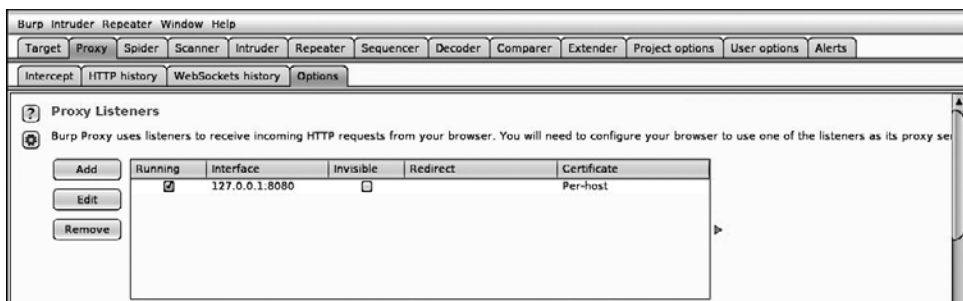 Burp Intruder Repeater Window Help
Target Proxy Spider Scanner Intruder Repeater Sequencer Decoder Comparer Extender Project options User options Alerts
Intercept HTTP history WebSockets history Options
? Proxy Listeners
Burp Proxy uses listeners to receive incoming HTTP requests from your browser. You will need to configure your browser to use one of the listeners as its proxy se
Add Running Interface Invisible Redirect Certificate
127.0.0.1:8080 Per-host
Edit
Remove